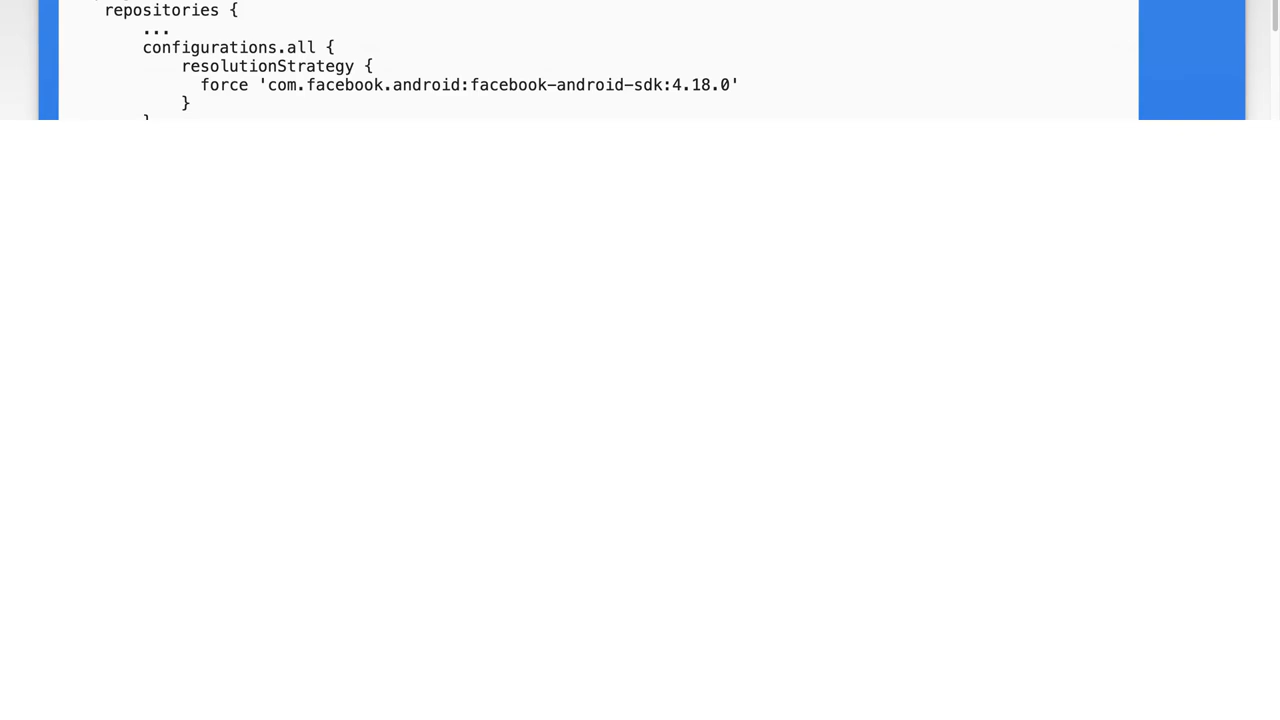 repositories {
...
configurations.all {
resolutionStrategy {
force 'com.facebook.android:facebook-android-sdk:4.18.0'
}
}